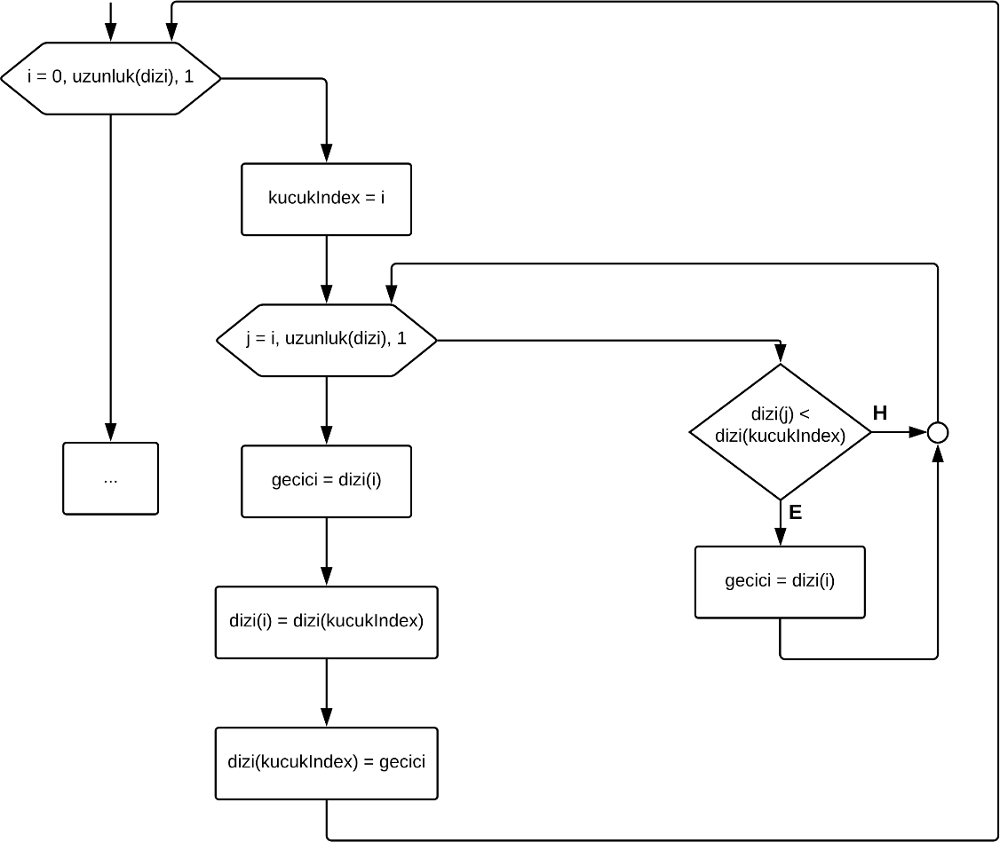 i = 0, uzunluk(dizi), 1
kucukIndex = i
j = i, uzunluk(dizi), 1
dizi(j) <
dizi(kucukIndex)
H
E
gecici = dizi(i)
...
gecici = dizi(i)
dizi(i) = dizi(kucukIndex)
dizi(kucukIndex) = gecici